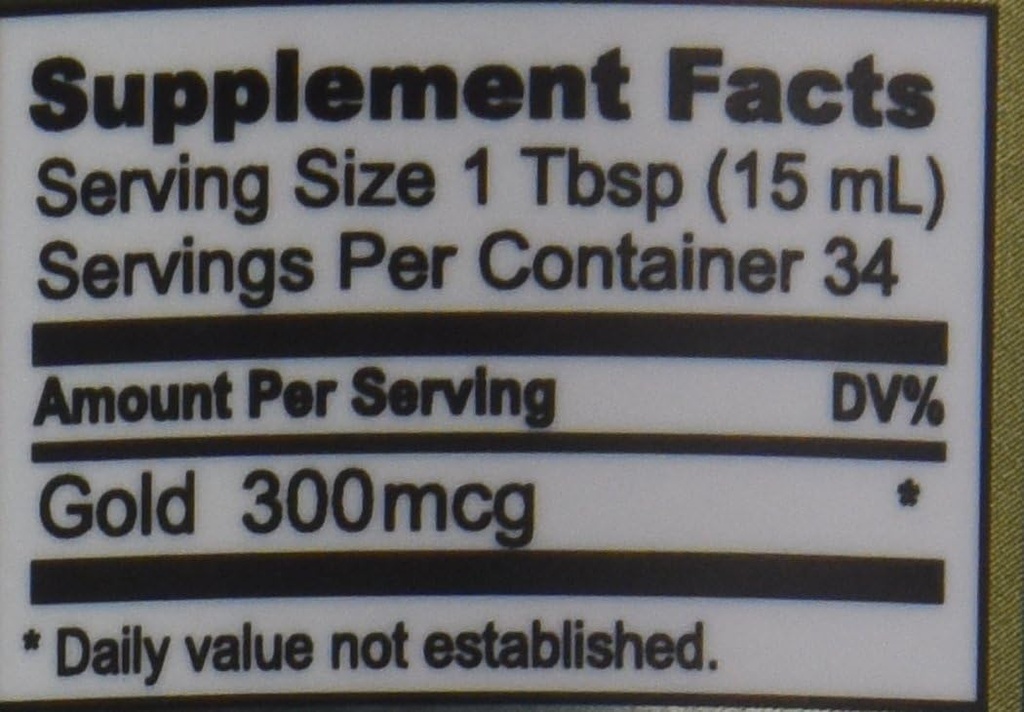 Supplement Facts
Serving Size 1 Tbsp (15 mL)
Servings Per Container 34
Amount Per Serving DV%
Gold 300mcg *
* Daily value not established.